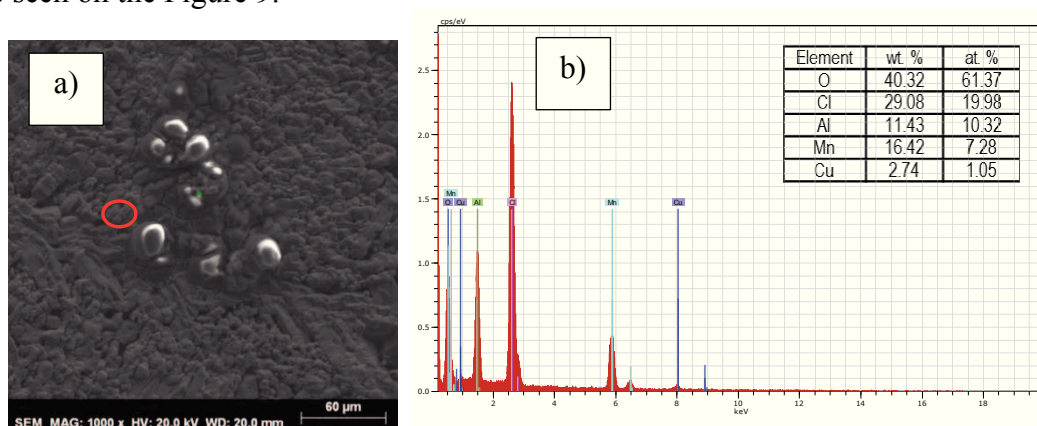 s seen on the Figure 9.
a)
60 µm
SEM MAG: 1000 x HV: 20.0 kV WD: 20.0 mm
b)
cps/eV
Element wt. % at. %
O 40.32 61.37
Cl 29.08 19.98
Al 11.43 10.32
Mn 16.42 7.28
Cu 2.74 1.05
2.5
2.0
1.5
1.0
0.5
0.0
Mn
O Cu Al Cl Mn Cu
2 4 6 8 10 12 14 16 18
keV